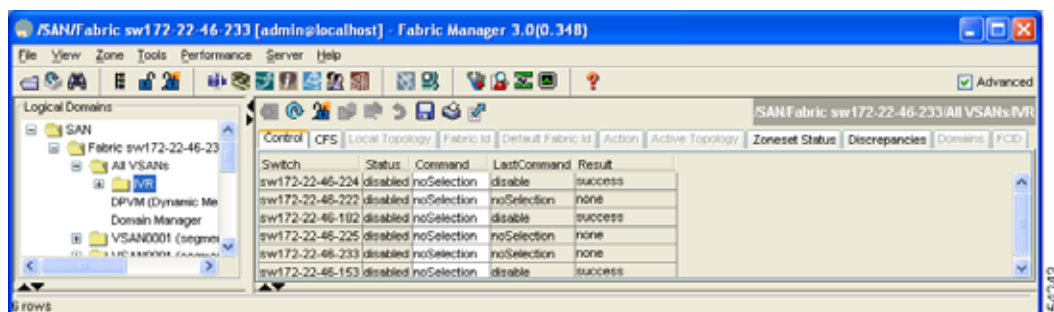 /SAN/Fabric sw172-22-46-233 [admin@localhost] - Fabric Manager 3.0(0.348)
File View Zone Tools Performance Server Help
Advanced
Logical Domains
SAN
Fabric sw172-22-46-23
All VSANs
IVR
DPVM (Dynamic Me
Domain Manager
VSAN0001 (segmen
/SAN/Fabric sw172-22-46-233/All VSANs/IVR
Control CFS Local Topology Fabric Id Default Fabric Id Action Active Topology Zoneset Status Discrepancies Domains FCID
Switch Status Command LastCommand Result
sw172-22-46-224 disabled noSelection disable success
sw172-22-46-222 disabled noSelection noSelection none
sw172-22-46-182 disabled noSelection disable success
sw172-22-46-225 disabled noSelection noSelection none
sw172-22-46-233 disabled noSelection noSelection none
sw172-22-46-153 disabled noSelection disable success
6 rows